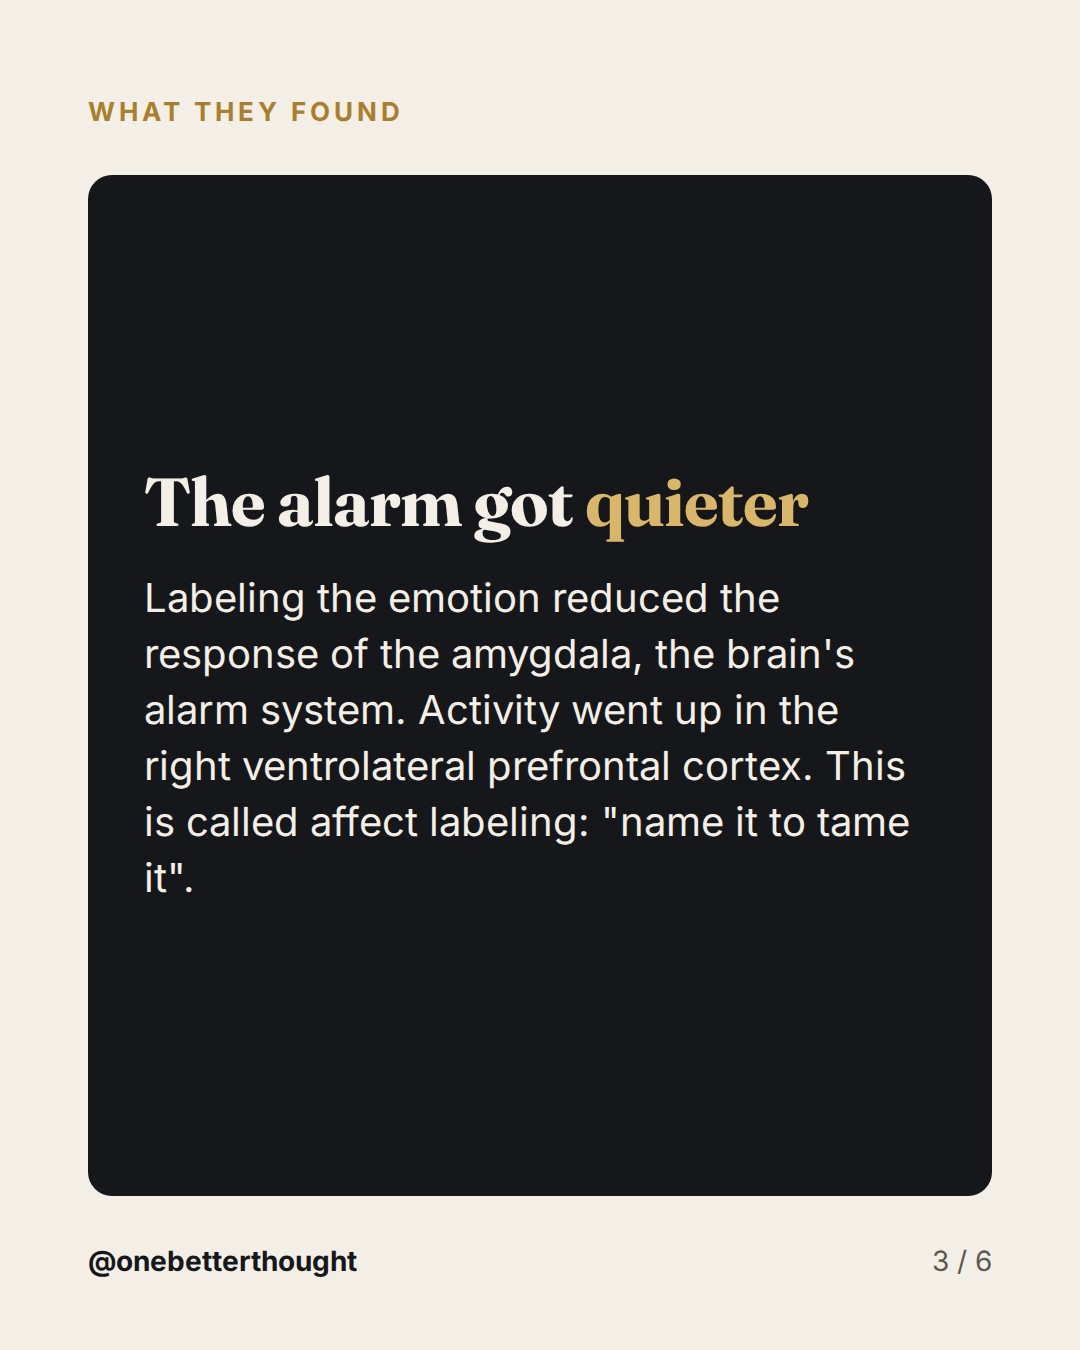 WHAT THEY FOUND
The alarm got quieter
Labeling the emotion reduced the
response of the amygdala, the brain's
alarm system. Activity went up in the
right ventrolateral prefrontal cortex. This
is called affect labeling: "name it to tame
it".
@onebetterthought
3 / 6